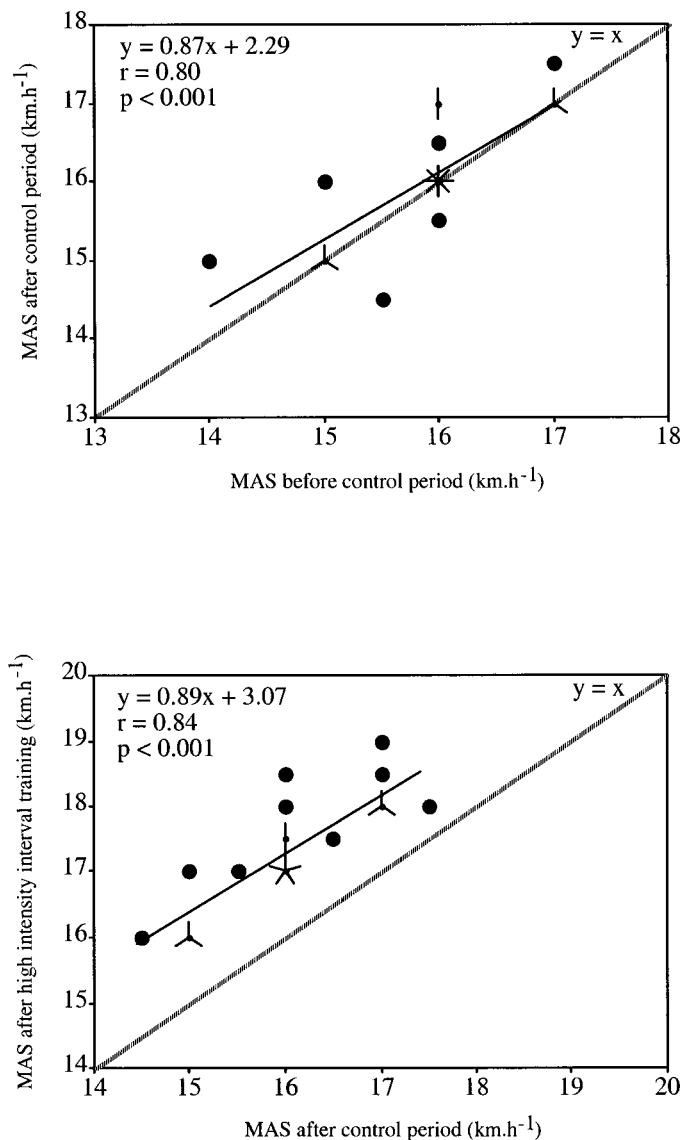 18
y = 0.87x + 2.29
y = x
r = 0.80
p < 0.001
17
16
15
14
13
MAS after control period (km.h⁻¹)
13 14 15 16 17 18
MAS before control period (km.h⁻¹)
20
y = 0.89x + 3.07
y = x
r = 0.84
p < 0.001
19
18
17
16
15
14
MAS after high intensity interval training (km.h⁻¹)
14 15 16 17 18 19 20
MAS after control period (km.h⁻¹)